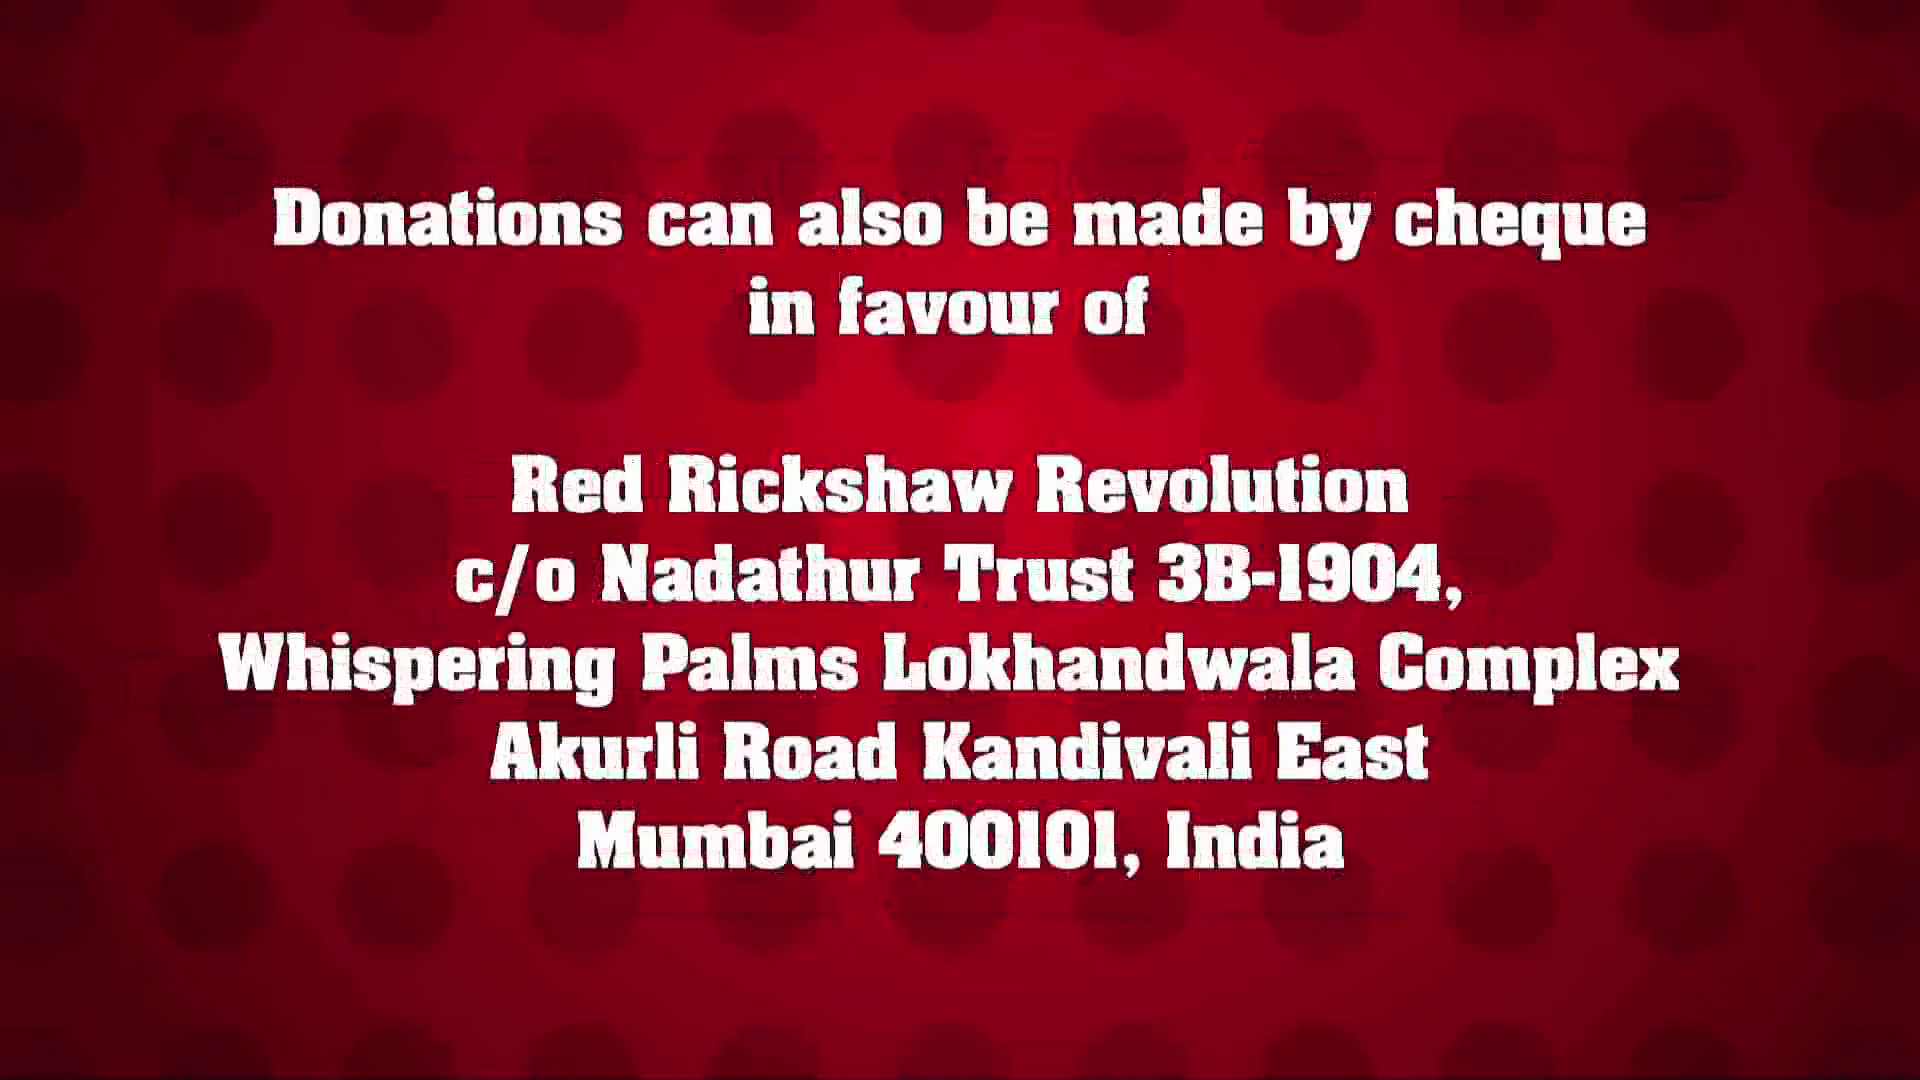 Donations can also be made by cheque
in favour of
Red Rickshaw Revolution
c/o Nadathur Trust 3B-1904,
Whispering Palms Lokhandwala Complex
Akurli Road Kandivali East
Mumbai 400101, India